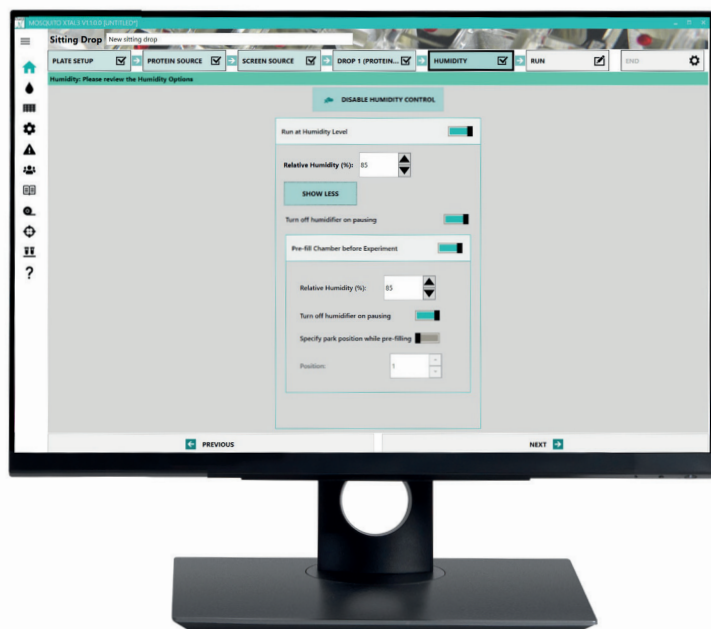 MOSQUITO XTAL3 V1.1.0.0 [UNTITLED*]
Sitting Drop New sitting drop
PLATE SETUP PROTEIN SOURCE SCREEN SOURCE DROP 1 (PROTEIN... HUMIDITY RUN END
Humidity: Please review the Humidity Options
DISABLE HUMIDITY CONTROL
Run at Humidity Level
Relative Humidity (%): 85
SHOW LESS
Turn off humidifier on pausing
Pre-fill Chamber before Experiment
Relative Humidity (%): 85
Turn off humidifier on pausing
Specify park position while pre-filling
Position: 1
?
PREVIOUS NEXT